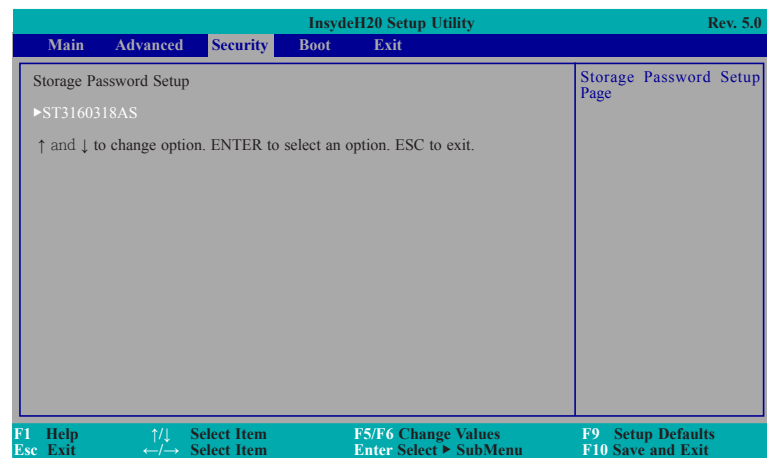 InsydeH20 Setup Utility Rev. 5.0
Main Advanced Security Boot Exit
Storage Password Setup
►ST3160318AS
↑ and ↓ to change option. ENTER to select an option. ESC to exit.
Storage Password Setup
Page
F1 Help ↑/↓ Select Item F5/F6 Change Values F9 Setup Defaults
Esc Exit ←/→ Select Item Enter Select ► SubMenu F10 Save and Exit